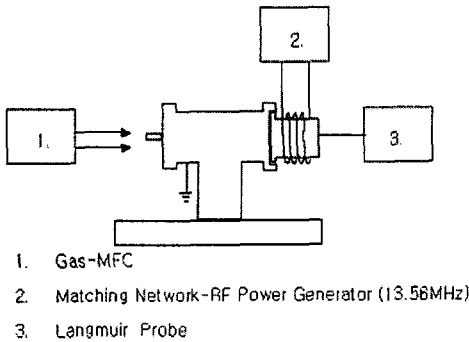 2.
1.
3.
1. Gas-MFC
2. Matching Network-RF Power Generator (13.56MHz)
3. Langmuir Probe